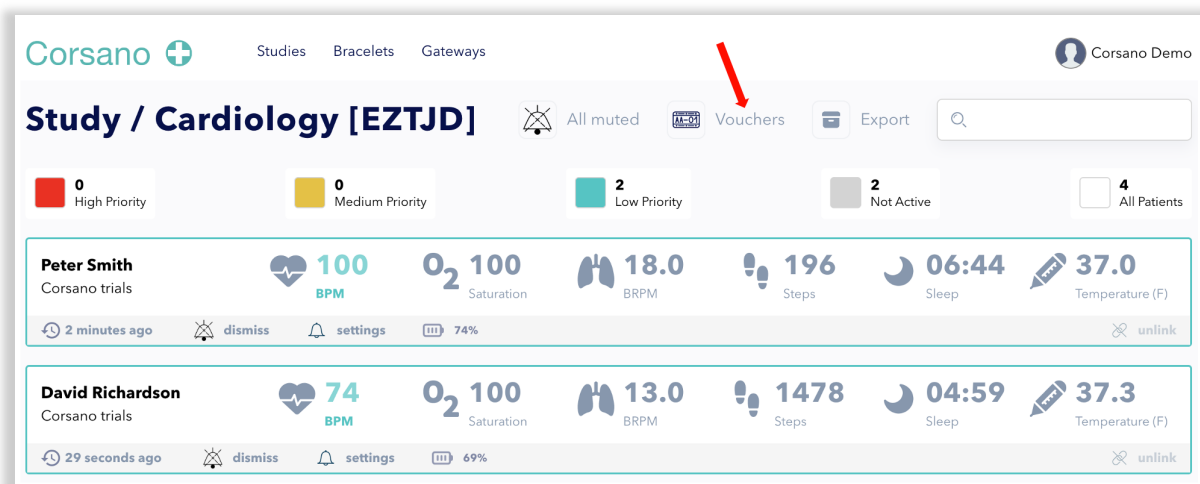 Corsano Studies Bracelets Gateways Corsano Demo
Study / Cardiology [EZTJD] All muted AA-01 Vouchers Export
0 0 2 2 4
High Priority Medium Priority Low Priority Not Active All Patients
Peter Smith 100 O2 100 18.0 196 06:44 37.0
Corsano trials BPM Saturation BRPM Steps Sleep Temperature (F)
2 minutes ago dismiss settings 74% unlink
David Richardson 74 O2 100 13.0 1478 04:59 37.3
Corsano trials BPM Saturation BRPM Steps Sleep Temperature (F)
29 seconds ago dismiss settings 69% unlink